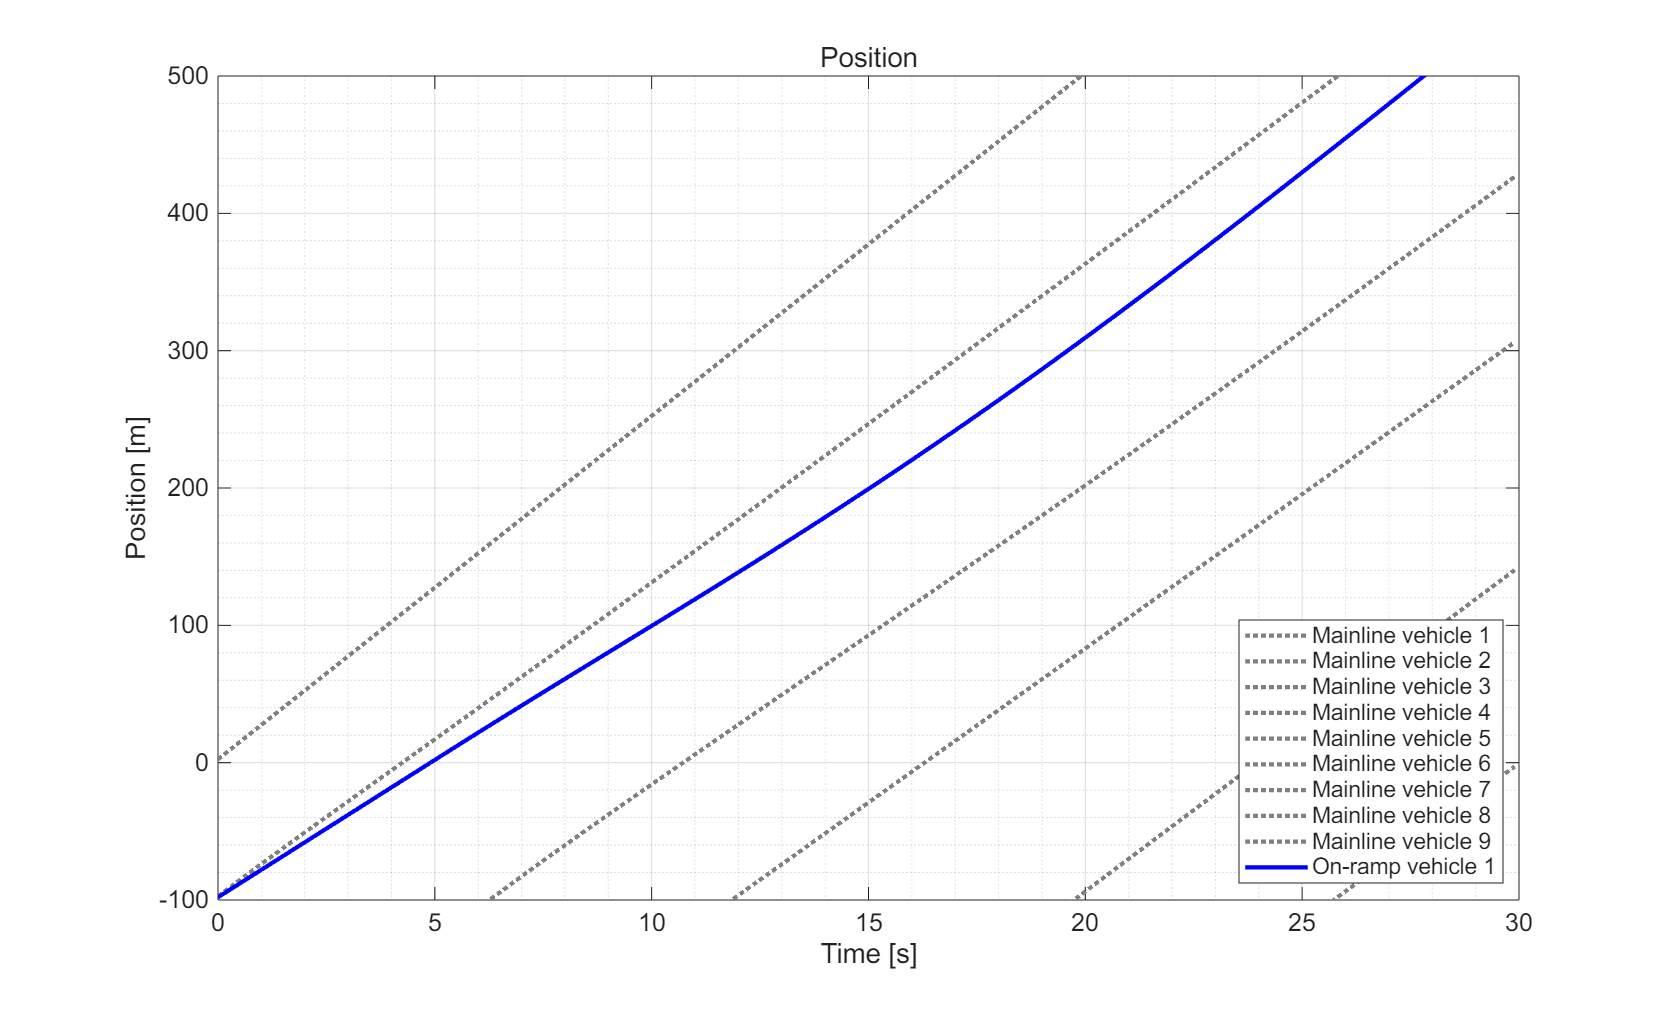 Position
500
400
300
200
100
0
-100
Position [m]
0 5 10 15 20 25 30
Time [s]
Mainline vehicle 1
Mainline vehicle 2
Mainline vehicle 3
Mainline vehicle 4
Mainline vehicle 5
Mainline vehicle 6
Mainline vehicle 7
Mainline vehicle 8
Mainline vehicle 9
On-ramp vehicle 1